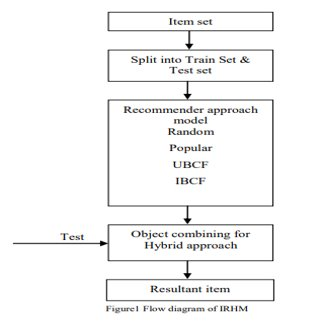 Item set
Split into Train Set &
Test set
Recommender approach
model
Random
Popular
UBCF
IBCF
Test
Object combining for
Hybrid approach
Resultant item
Figure1 Flow diagram of IRHM